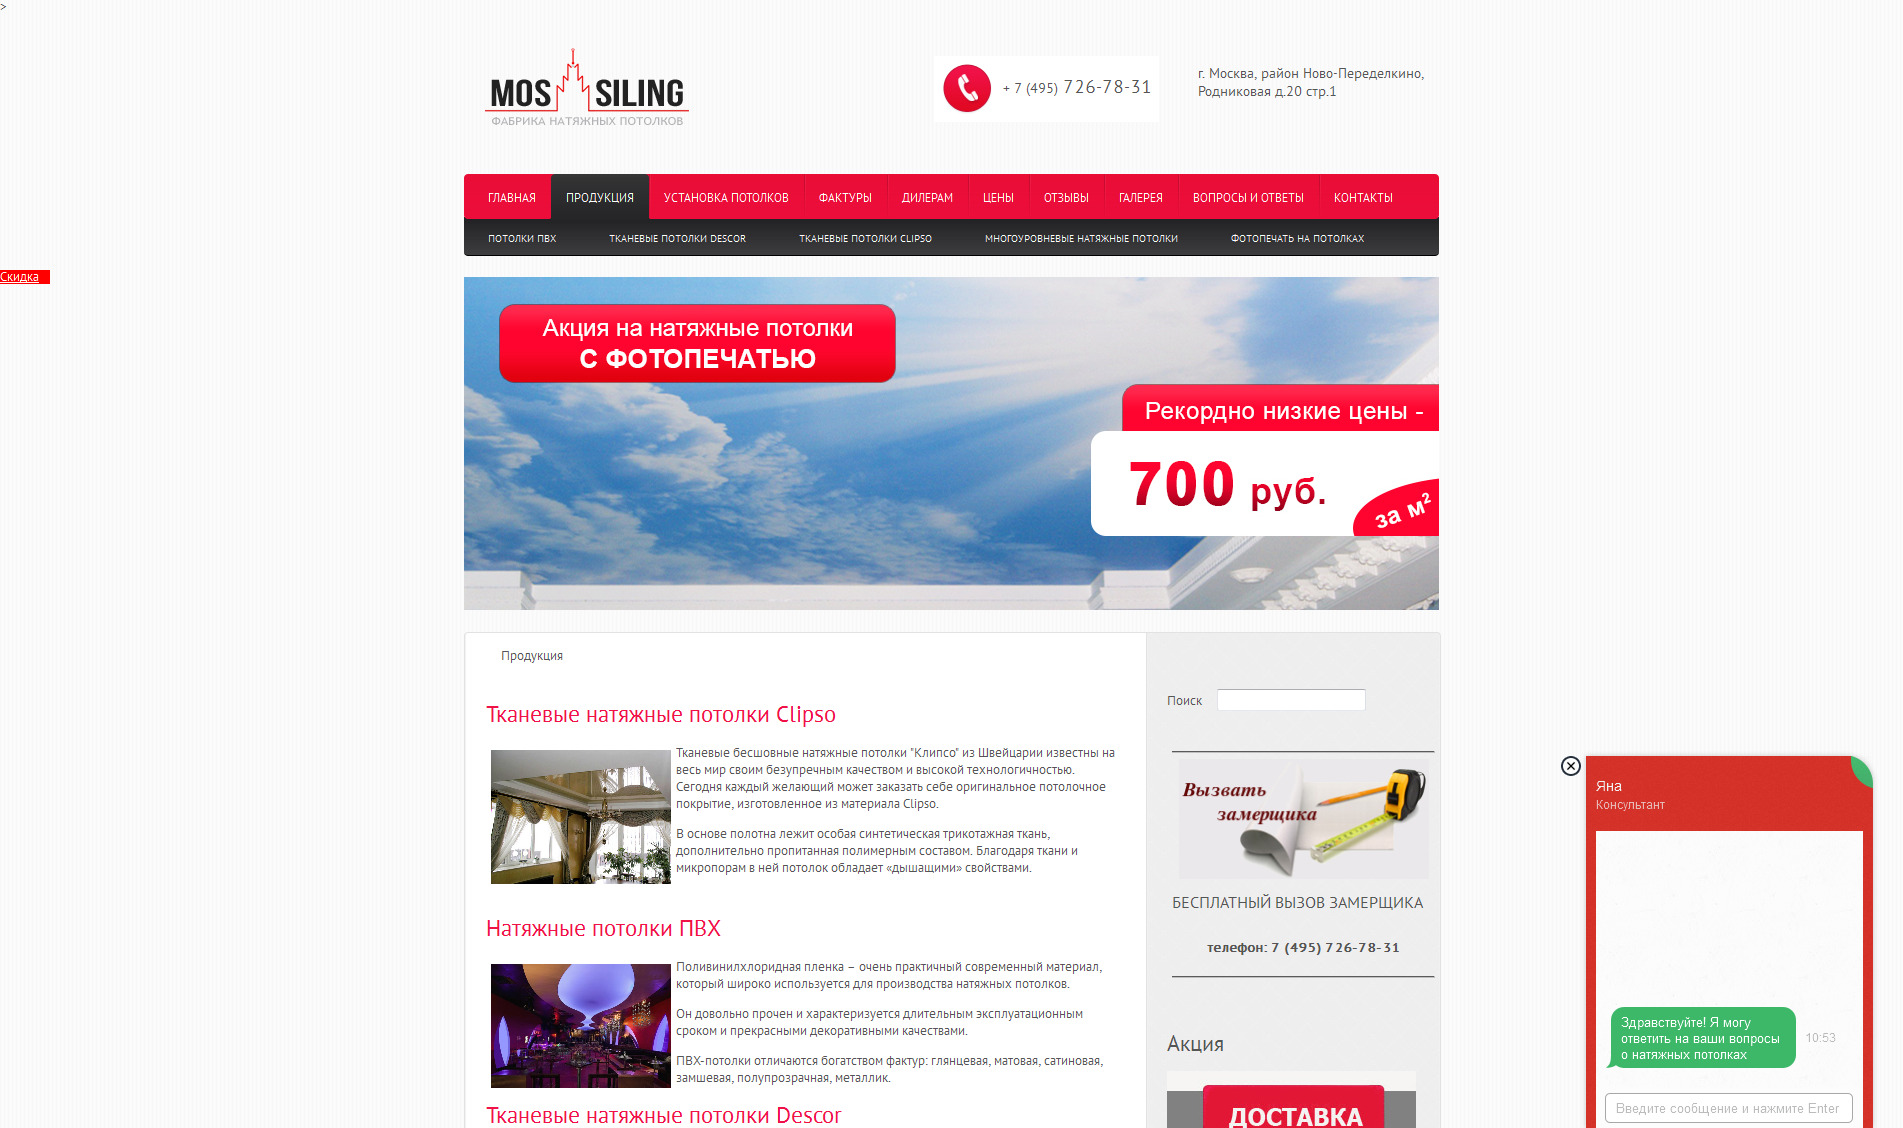 >
MOS SILING
ФАБРИКА НАТЯЖНЫХ ПОТОЛКОВ
+ 7 (495) 726-78-31
г. Москва, район Ново-Переделкино,
Родниковая д.20 стр.1
ГЛАВНАЯ ПРОДУКЦИЯ УСТАНОВКА ПОТОЛКОВ ФАКТУРЫ ДИЛЕРАМ ЦЕНЫ ОТЗЫВЫ ГАЛЕРЕЯ ВОПРОСЫ И ОТВЕТЫ КОНТАКТЫ
ПОТОЛКИ ПВХ ТКАНЕВЫЕ ПОТОЛКИ DESCOR ТКАНЕВЫЕ ПОТОЛКИ CLIPSO МНОГОУРОВНЕВЫЕ НАТЯЖНЫЕ ПОТОЛКИ ФОТОПЕЧАТЬ НА ПОТОЛКАХ
Скидка
Акция на натяжные потолки
С ФОТОПЕЧАТЬЮ
Рекордно низкие цены -
700 руб.
за м²
Продукция
Тканевые натяжные потолки Clipso
Тканевые бесшовные натяжные потолки "Клипсо" из Швейцарии известны на
весь мир своим безупречным качеством и высокой технологичностью.
Сегодня каждый желающий может заказать себе оригинальное потолочное
покрытие, изготовленное из материала Clipso.
В основе полотна лежит особая синтетическая трикотажная ткань,
дополнительно пропитанная полимерным составом. Благодаря ткани и
микропорам в ней потолок обладает «дышащими» свойствами.
Натяжные потолки ПВХ
Поливинилхлоридная пленка – очень практичный современный материал,
который широко используется для производства натяжных потолков.
Он довольно прочен и характеризуется длительным эксплуатационным
сроком и прекрасными декоративными качествами.
ПВХ-потолки отличаются богатством фактур: глянцевая, матовая, сатиновая,
замшевая, полупрозрачная, металлик.
Тканевые натяжные потолки Descor
Поиск
Вызвать
замерщика
БЕСПЛАТНЫЙ ВЫЗОВ ЗАМЕРЩИКА
телефон: 7 (495) 726-78-31
Акция
ДОСТАВКА
Яна
Консультант
Здравствуйте! Я могу
ответить на ваши вопросы
о натяжных потолках
10:53
Введите сообщение и нажмите Enter